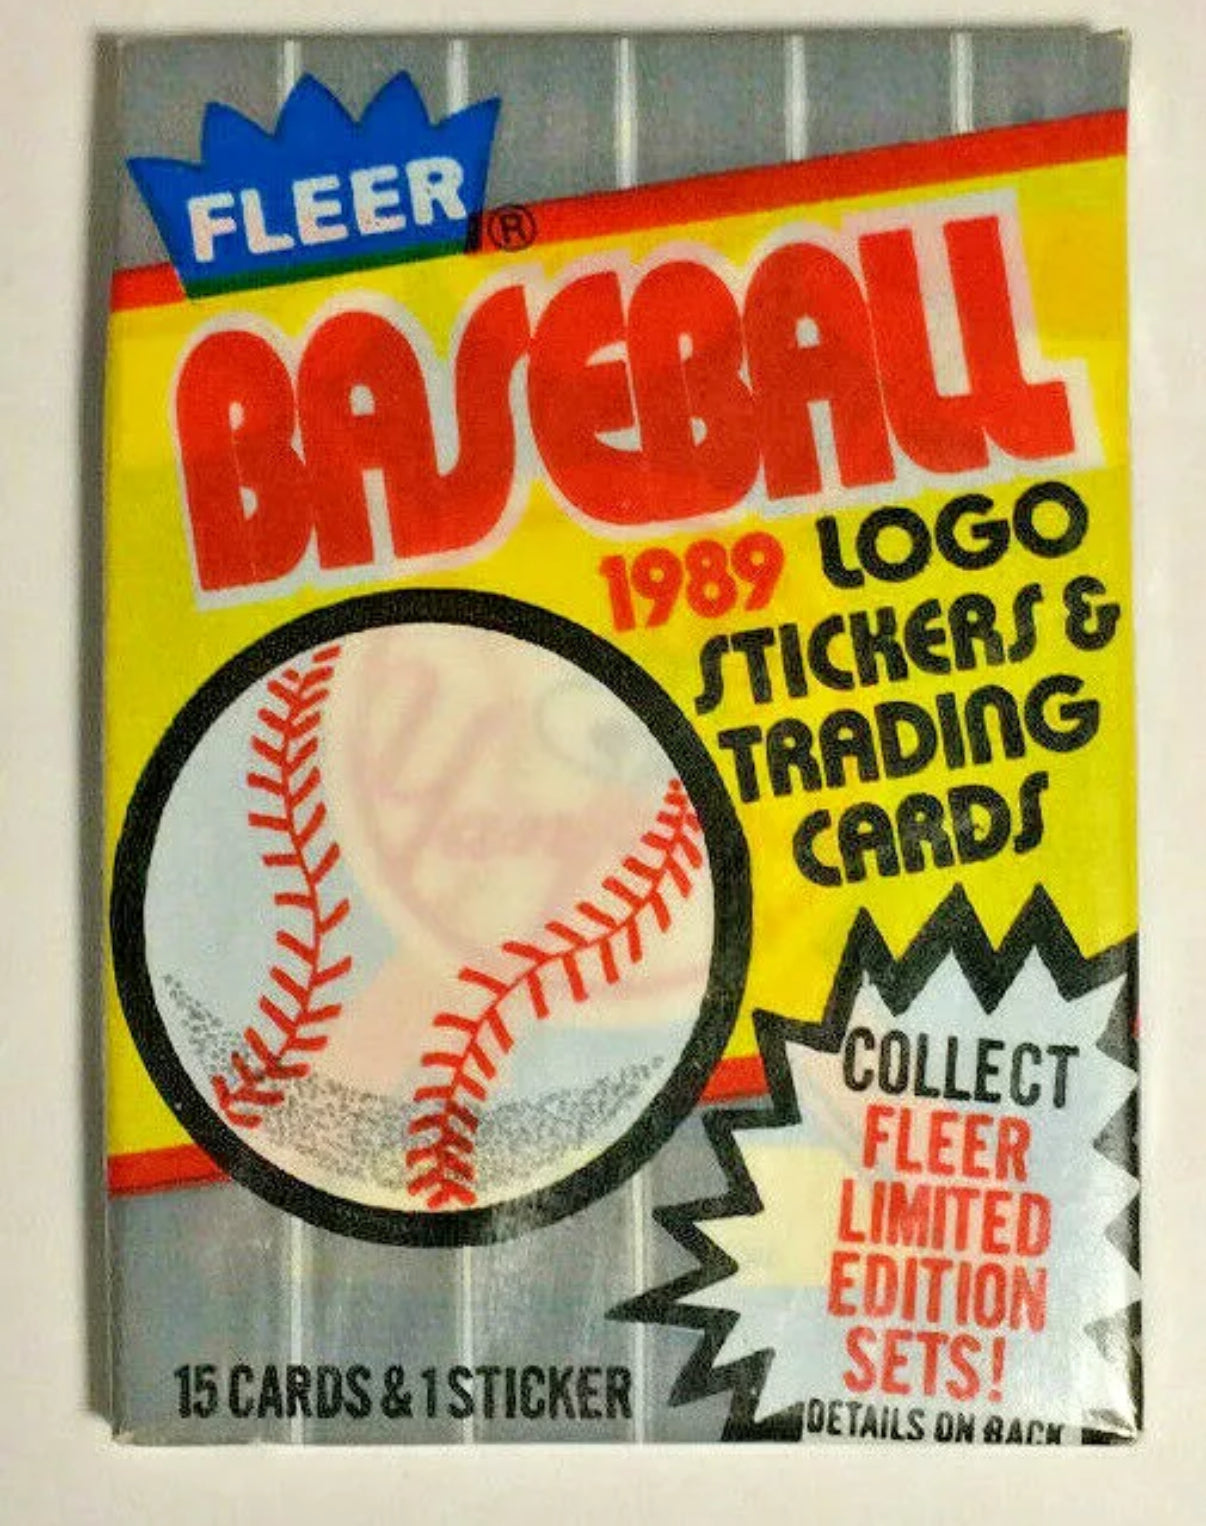 FLEER®
BASEBALL
1989 LOGO
STICKERS &
TRADING
CARDS
COLLECT
FLEER
LIMITED
EDITION
SETS!
DETAILS ON BACK
15 CARDS & 1 STICKER
Yankees